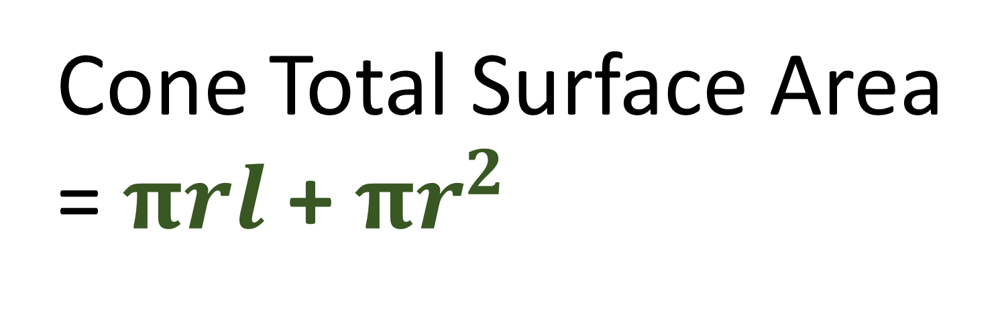 Cone Total Surface Area
= πrl + πr²